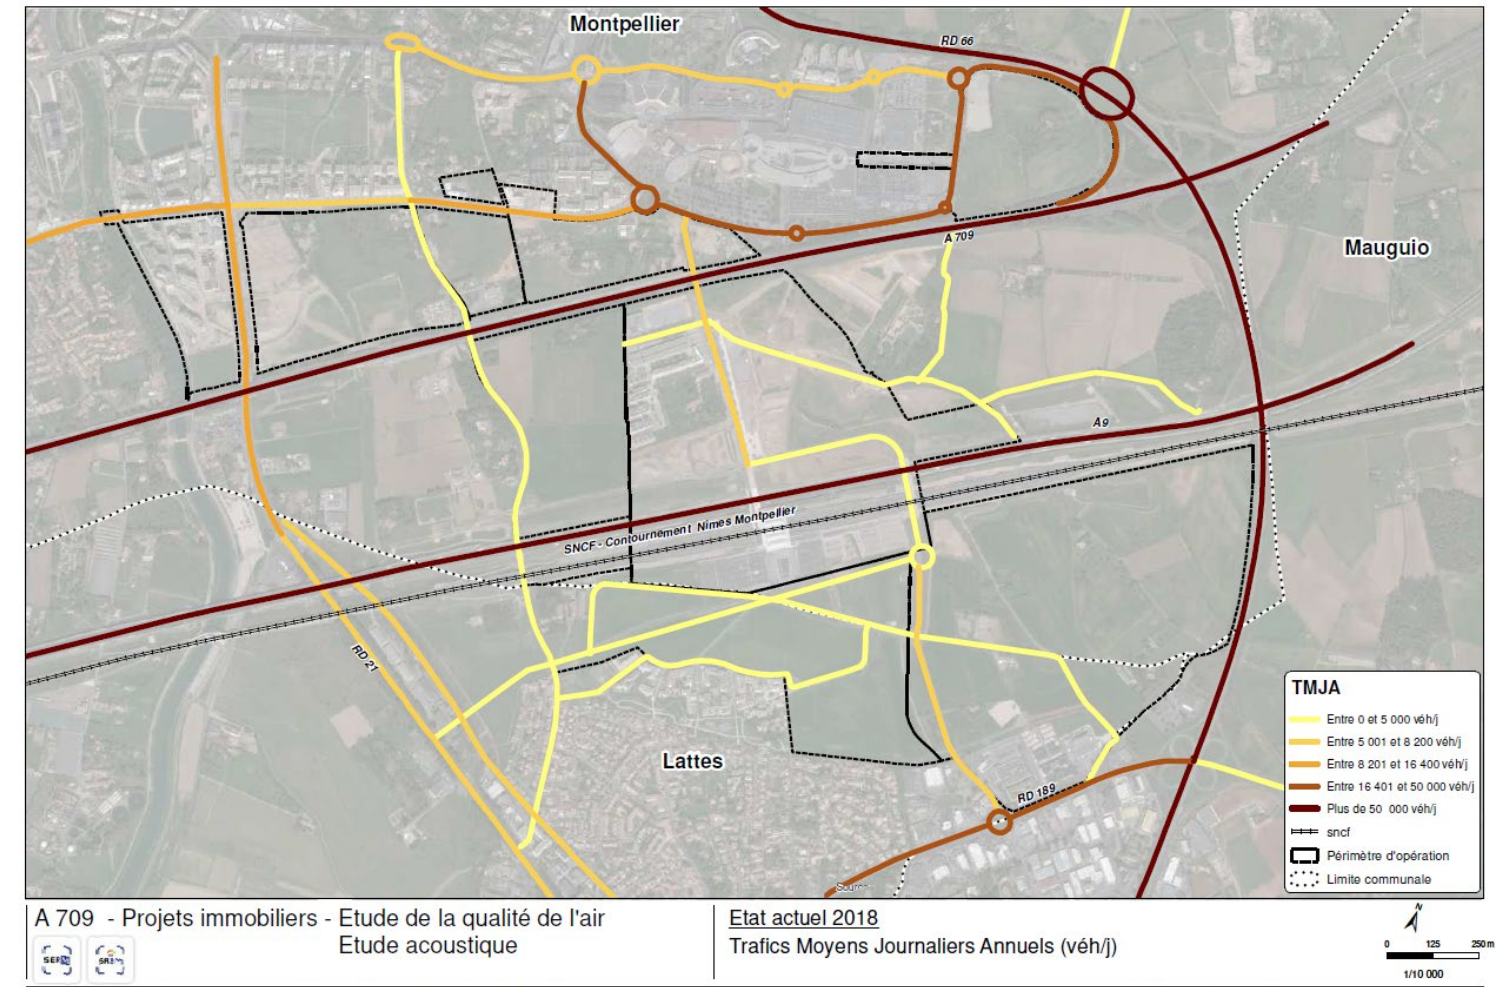 Montpellier
RD 66
Mauguio
A 709
A9
SNCF - Contournement Nîmes Montpellier
RD 21
Lattes
RD 189
TMJA
Entre 0 et 5 000 véh/j
Entre 5 001 et 8 200 véh/j
Entre 8 201 et 16 400 véh/j
Entre 16 401 et 50 000 véh/j
Plus de 50 000 véh/j
sncf
Périmètre d'opération
Limite communale
A 709 - Projets immobiliers - Etude de la qualité de l'air
Etude acoustique
Etat actuel 2018
Trafics Moyens Journaliers Annuels (véh/j)
N
0 125 250 m
1/10 000